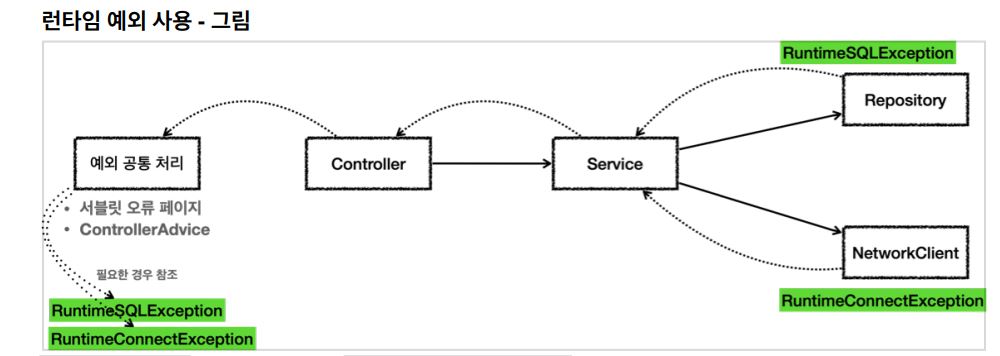 런타임 예외 사용 - 그림
RuntimeSQLException
Repository
예외 공통 처리
Controller
Service
• 서블릿 오류 페이지
• ControllerAdvice
NetworkClient
필요한 경우 참조
RuntimeSQLException
RuntimeConnectException
RuntimeConnectException